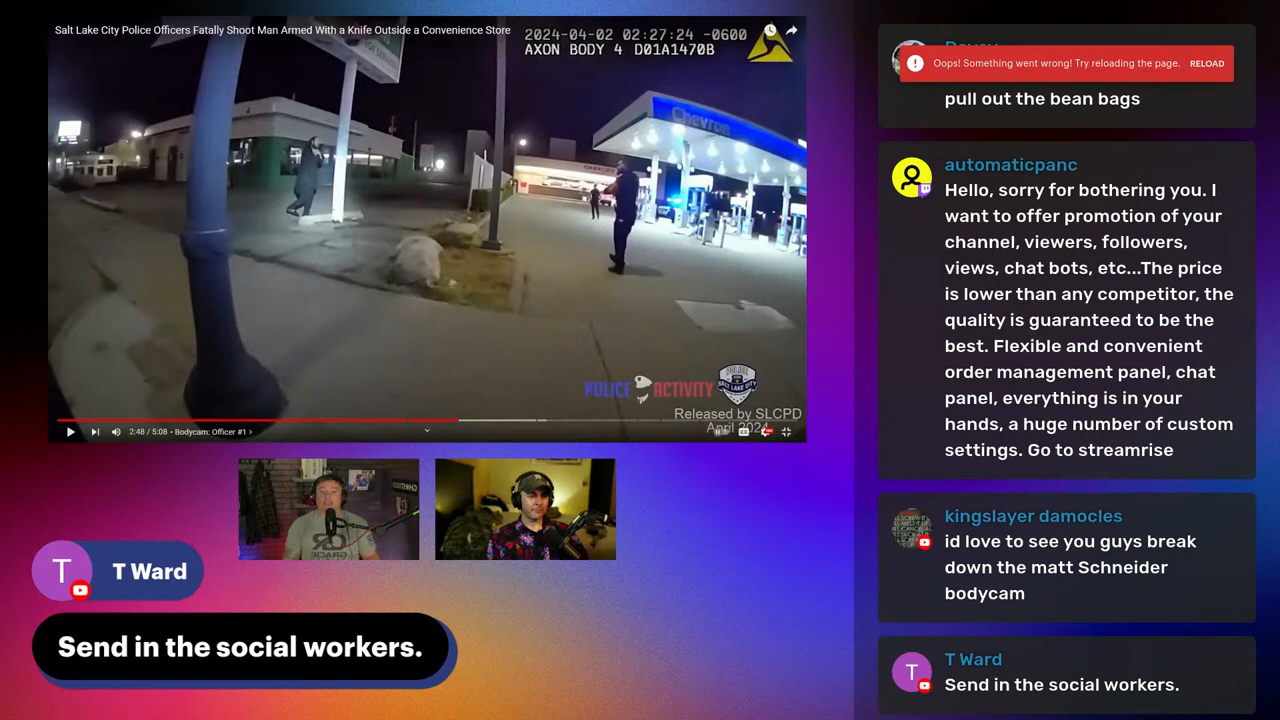 Salt Lake City Police Officers Fatally Shoot Man Armed With a Knife Outside a Convenience Store
2024-04-02 02:27:24 -0600
AXON BODY 4 D01A1470B
Chevron
POLICE ACTIVITY
Released by SLCPD
April 2024
2:48 / 5:08 • Bodycam: Officer #1 ›
T
T Ward
Send in the social workers.
Oops! Something went wrong! Try reloading the page. RELOAD
pull out the bean bags
automaticpanc
Hello, sorry for bothering you. I
want to offer promotion of your
channel, viewers, followers,
views, chat bots, etc...The price
is lower than any competitor, the
quality is guaranteed to be the
best. Flexible and convenient
order management panel, chat
panel, everything is in your
hands, a huge number of custom
settings. Go to streamrise
kingslayer damocles
id love to see you guys break
down the matt Schneider
bodycam
T
T Ward
Send in the social workers.